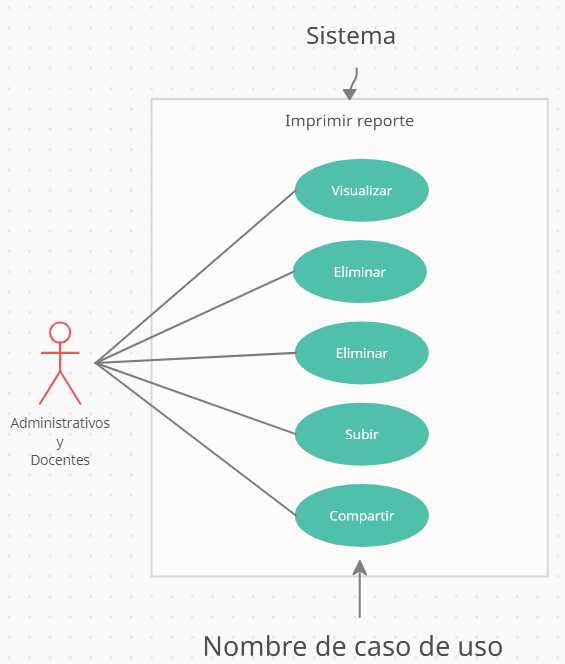 Sistema
Imprimir reporte
Visualizar
Eliminar
Eliminar
Subir
Compartir
Administrativos
y
Docentes
Nombre de caso de uso